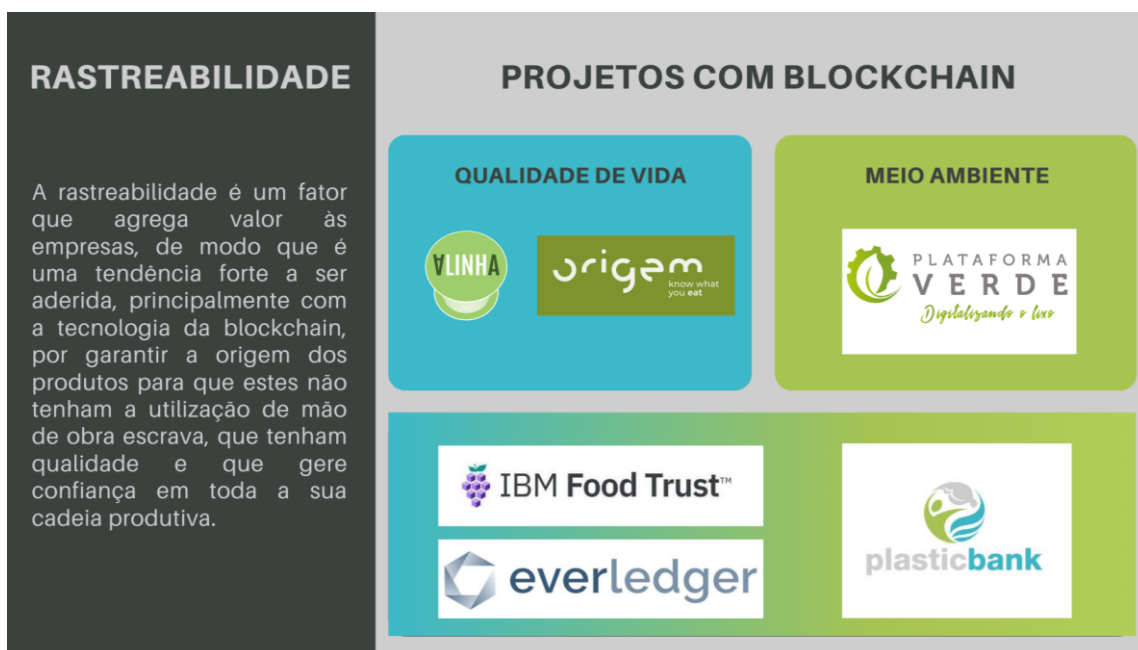 RASTREABILIDADE
A rastreabilidade é um fator
que agrega valor às
empresas, de modo que é
uma tendência forte a ser
aderida, principalmente com
a tecnologia da blockchain,
por garantir a origem dos
produtos para que estes não
tenham a utilização de mão
de obra escrava, que tenham
qualidade e que gere
confiança em toda a sua
cadeia produtiva.
PROJETOS COM BLOCKCHAIN
QUALIDADE DE VIDA
ALINHA
origem
know what
you eat
MEIO AMBIENTE
PLATAFORMA
VERDE
Digitalizando o lixo
IBM Food Trust™
everledger
plasticbank